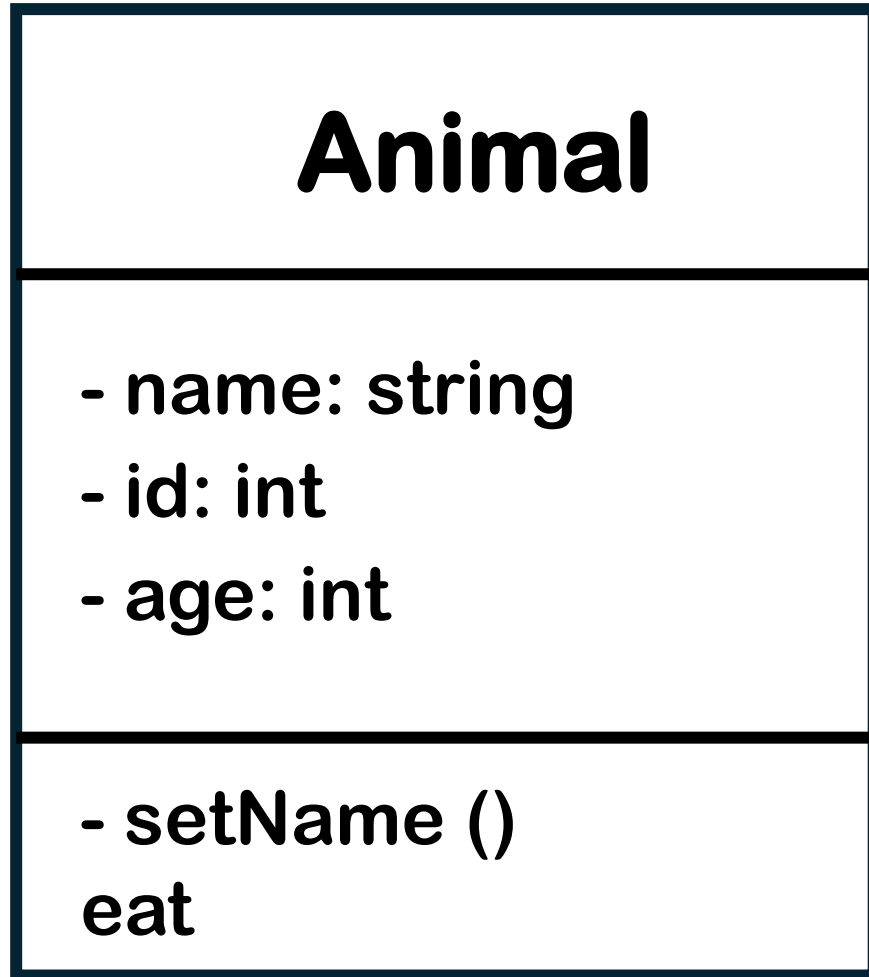 Animal
- name: string
- id: int
- age: int
- setName ()
eat